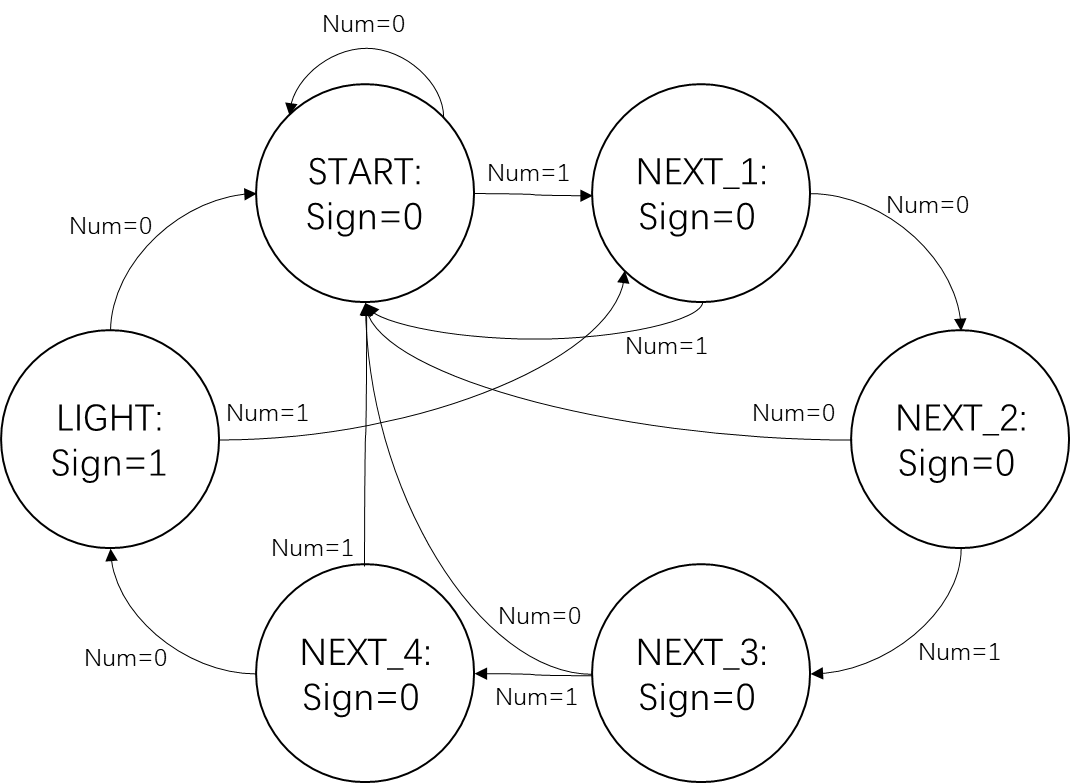 Num=0
START:
Sign=0
Num=1
NEXT_1:
Sign=0
Num=0
Num=0
Num=1
LIGHT:
Sign=1
Num=1
Num=0
NEXT_2:
Sign=0
Num=1
Num=0
NEXT_4:
Sign=0
Num=0
Num=1
NEXT_3:
Sign=0
Num=1